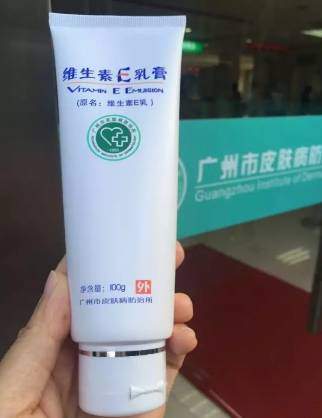 维生素E乳膏
VITAMIN E EMULSION
(原名：维生素E乳)
净含量：100g 外
广州市皮肤病防治所
广州市皮肤病防
Guangzhou Institute of Derm